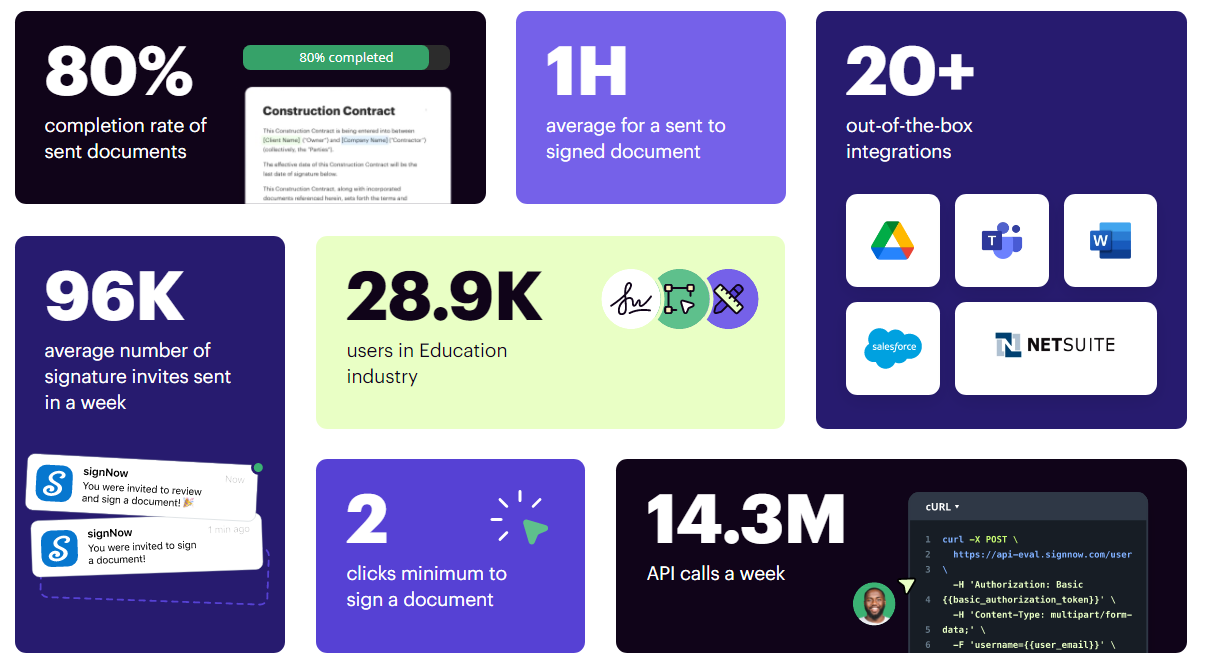 80%
completion rate of
sent documents
80% completed
Construction Contract
This Construction Contract is being entered into between
[Client Name] ("Owner") and [Company Name] ("Contractor")
(collectively, the "Parties").
The effective date of this Construction Contract will be the
last date of signature below.
This Construction Contract, along with incorporated
documents referenced herein, sets forth the terms and
1H
average for a sent to
signed document
20+
out-of-the-box
integrations
T
W
salesforce
N NETSUITE
96K
average number of
signature invites sent
in a week
signNow
Now
You were invited to review
and sign a document! 🎉
signNow
1 min ago
You were invited to sign
a document!
28.9K
users in Education
industry
2
clicks minimum to
sign a document
14.3M
API calls a week
cURL
1 curl -X POST \
2 https://api-eval.signnow.com/user
3 \
-H 'Authorization: Basic
4 {{basic_authorization_token}}' \
-H 'Content-Type: multipart/form-
5 data;' \
6 -F 'username={{user_email}}' \